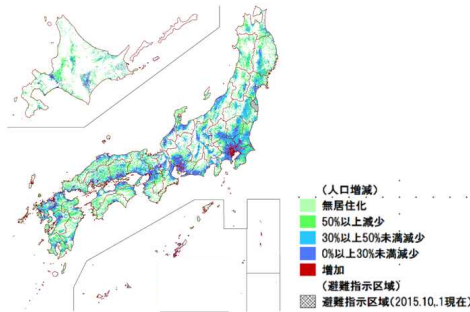 (人口増減)
無居住化
50%以上減少
30%以上50%未満減少
0%以上30%未満減少
増加
(避難指示区域)
避難指示区域(2015.10,.1現在)